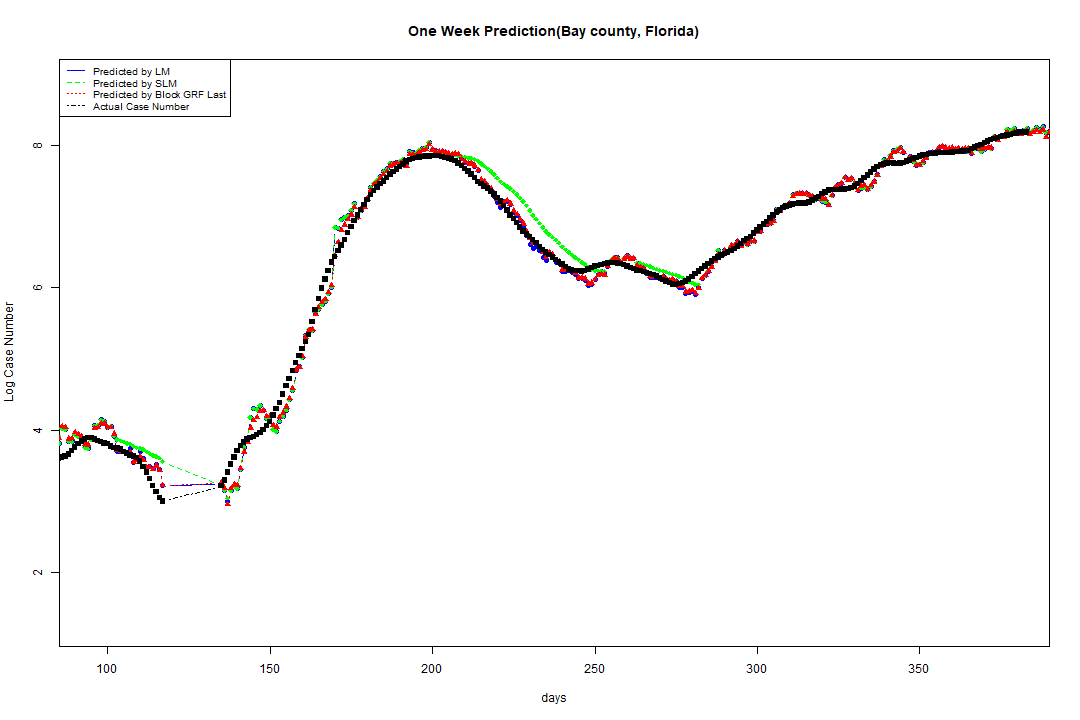 One Week Prediction(Bay county, Florida)
Predicted by LM
Predicted by SLM
Predicted by Block GRF Last
Actual Case Number
8
6
4
2
Log Case Number
100 150 200 250 300 350
days